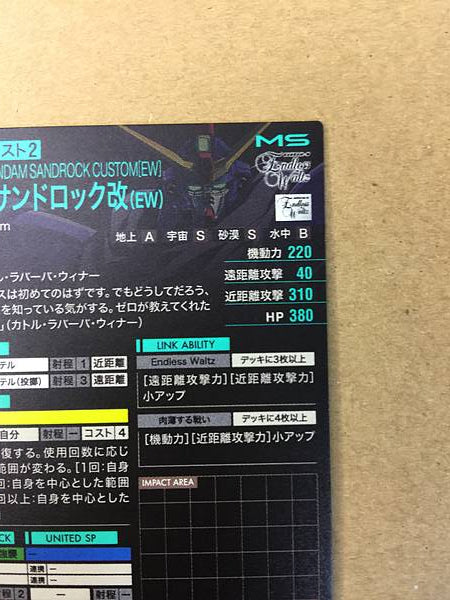 スト2
MS
NDAM SANDROCK CUSTOM[EW]
サンドロック改(EW)
Endless
Waltz
m
地上 A 宇宙 S 砂漠 S 水中 B
機動力 220
遠距離攻撃 40
近距離攻撃 310
HP 380
ル・ラバーバ・ウィナー
スは初めてのはずです。でもどうしてだろう、
を知っている気がする。ゼロが教えてくれた
」(カトル・ラバーバ・ウィナー)
LINK ABILITY
Endless Waltz デッキに3枚以上
[遠距離攻撃力][近距離攻撃力]
小アップ
肉薄する戦い デッキに4枚以上
[機動力][近距離攻撃力]小アップ
テル 射程 1 近距離
テル(投擲) 射程 3 遠距離
自分 射程 － コスト 4
復する。使用回数に応じ
範囲が変わる。[1回:自身
回:自身を中心とした範囲
回以上:自身を中心とした
IMPACT AREA
CK UNITED SP
強襲 －
連携 －
連携 －
程 2 － 射程 －